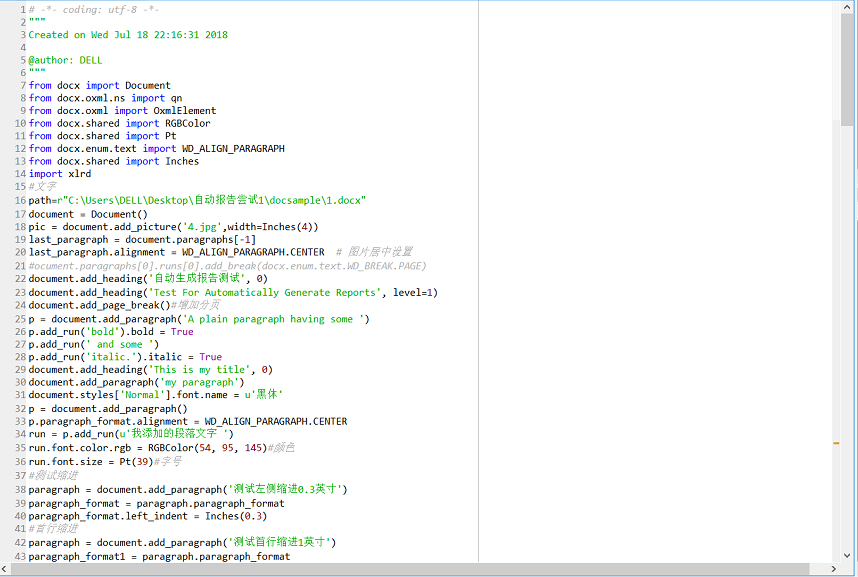 1 # -*- coding: utf-8 -*-
2 """
3 Created on Wed Jul 18 22:16:31 2018
4
5 @author: DELL
6 """
7 from docx import Document
8 from docx.oxml.ns import qn
9 from docx.oxml import OxmlElement
10 from docx.shared import RGBColor
11 from docx.shared import Pt
12 from docx.enum.text import WD_ALIGN_PARAGRAPH
13 from docx.shared import Inches
14 import xlrd
15 #文字
16 path=r"C:\Users\DELL\Desktop\自动报告尝试1\docsample\1.docx"
17 document = Document()
18 pic = document.add_picture('4.jpg',width=Inches(4))
19 last_paragraph = document.paragraphs[-1]
20 last_paragraph.alignment = WD_ALIGN_PARAGRAPH.CENTER  # 图片居中设置
21 #ocument.paragraphs[0].runs[0].add_break(docx.enum.text.WD_BREAK.PAGE)
22 document.add_heading('自动生成报告测试', 0)
23 document.add_heading('Test For Automatically Generate Reports', level=1)
24 document.add_page_break()#增加分页
25 p = document.add_paragraph('A plain paragraph having some ')
26 p.add_run('bold').bold = True
27 p.add_run(' and some ')
28 p.add_run('italic.').italic = True
29 document.add_heading('This is my title', 0)
30 document.add_paragraph('my paragraph')
31 document.styles['Normal'].font.name = u'黑体'
32 p = document.add_paragraph()
33 p.paragraph_format.alignment = WD_ALIGN_PARAGRAPH.CENTER
34 run = p.add_run(u'我添加的段落文字 ')
35 run.font.color.rgb = RGBColor(54, 95, 145)#颜色
36 run.font.size = Pt(39)#字号
37 #测试缩进
38 paragraph = document.add_paragraph('测试左侧缩进0.3英寸')
39 paragraph_format = paragraph.paragraph_format
40 paragraph_format.left_indent = Inches(0.3)
41 #首行缩进
42 paragraph = document.add_paragraph('测试首行缩进1英寸')
43 paragraph_format1 = paragraph.paragraph_format